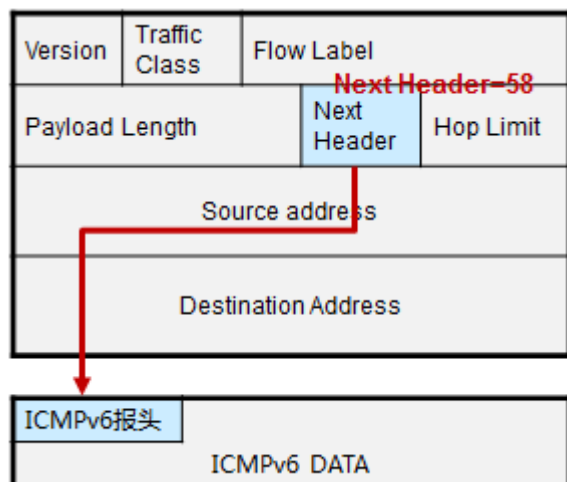 Version Traffic Class Flow Label
Next Header=58
Payload Length Next Header Hop Limit
Source address
Destination Address
ICMPv6报头
ICMPv6 DATA